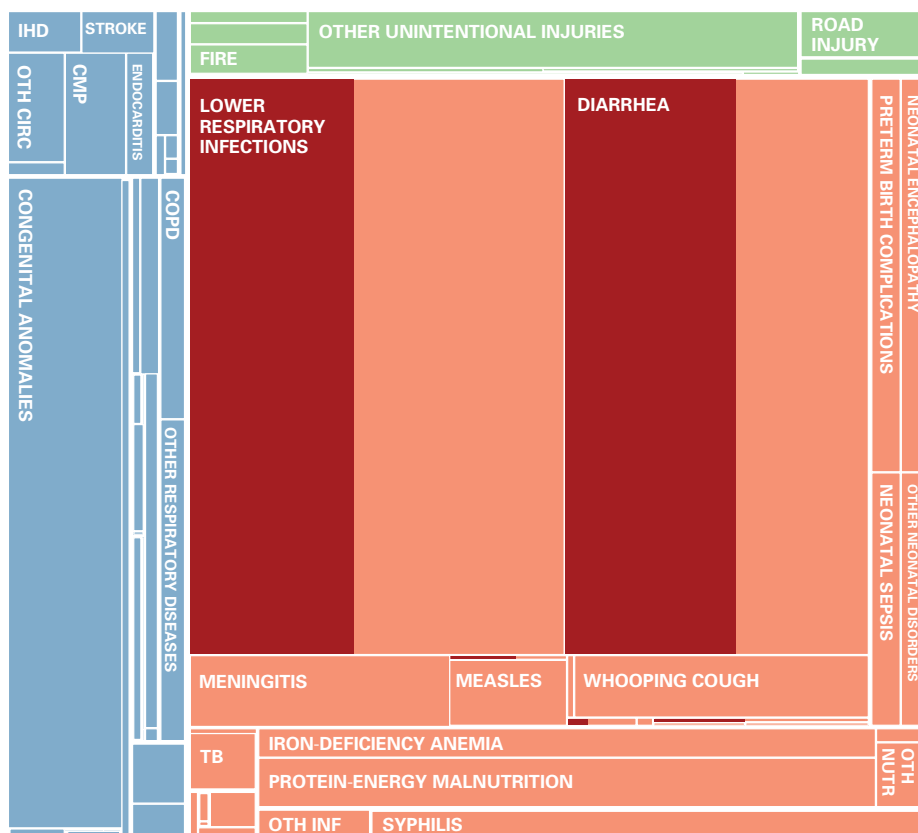 IHD
STROKE
OTH CIRC
CMP
ENDOCARDITIS
CONGENITAL ANOMALIES
COPD
OTHER RESPIRATORY DISEASES
FIRE
OTHER UNINTENTIONAL INJURIES
ROAD
INJURY
LOWER
RESPIRATORY
INFECTIONS
DIARRHEA
PRETERM BIRTH COMPLICATIONS
NEONATAL ENCEPHALOPATHY
NEONATAL SEPSIS
OTHER NEONATAL DISORDERS
MENINGITIS
MEASLES
WHOOPING COUGH
TB
IRON-DEFICIENCY ANEMIA
PROTEIN-ENERGY MALNUTRITION
OTH
NUTR
OTH INF
SYPHILIS